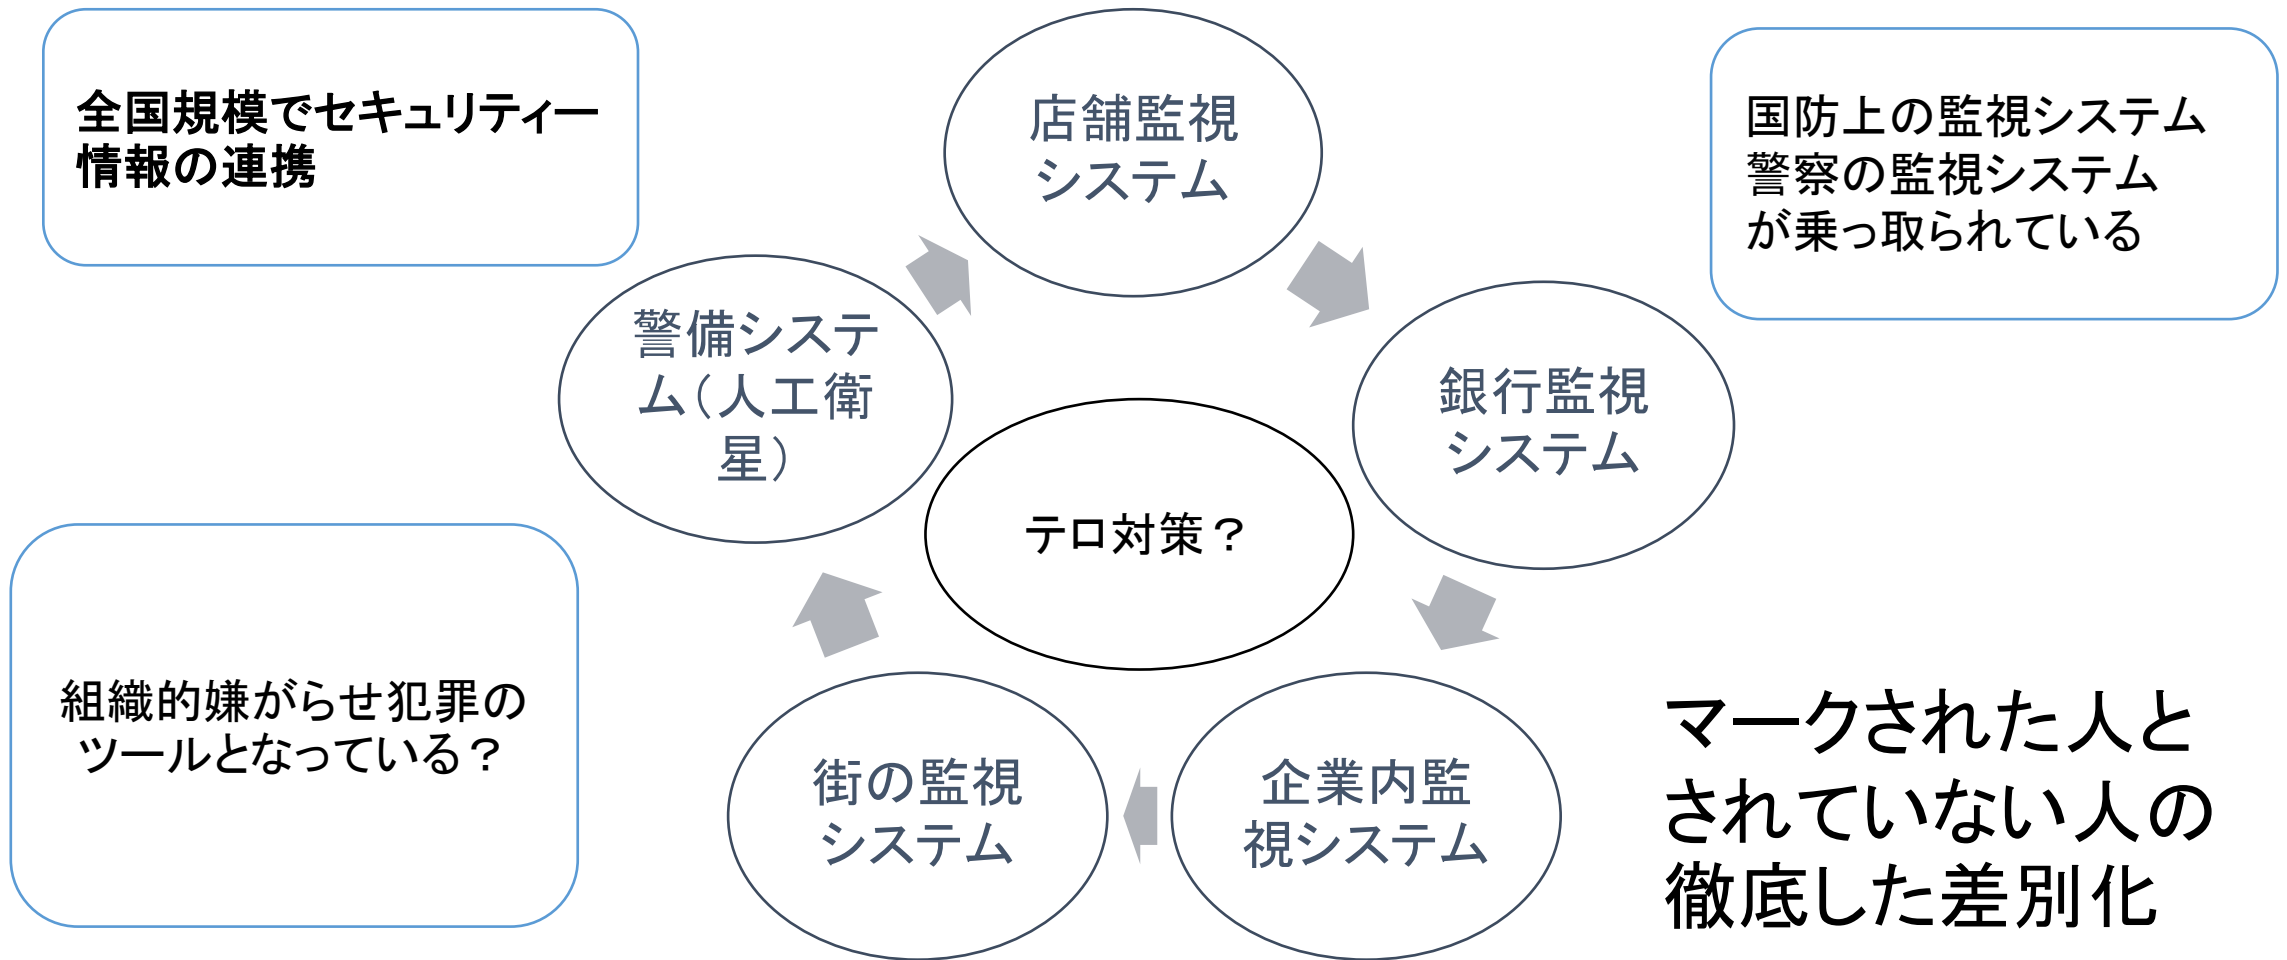 全国規模でセキュリティー
情報の連携
店舗監視
システム
国防上の監視システム
警察の監視システム
が乗っ取られている
警備システ
ム（人工衛
星）
銀行監視
システム
テロ対策？
組織的嫌がらせ犯罪の
ツールとなっている？
街の監視
システム
企業内監
視システム
マークされた人と
されていない人の
徹底した差別化